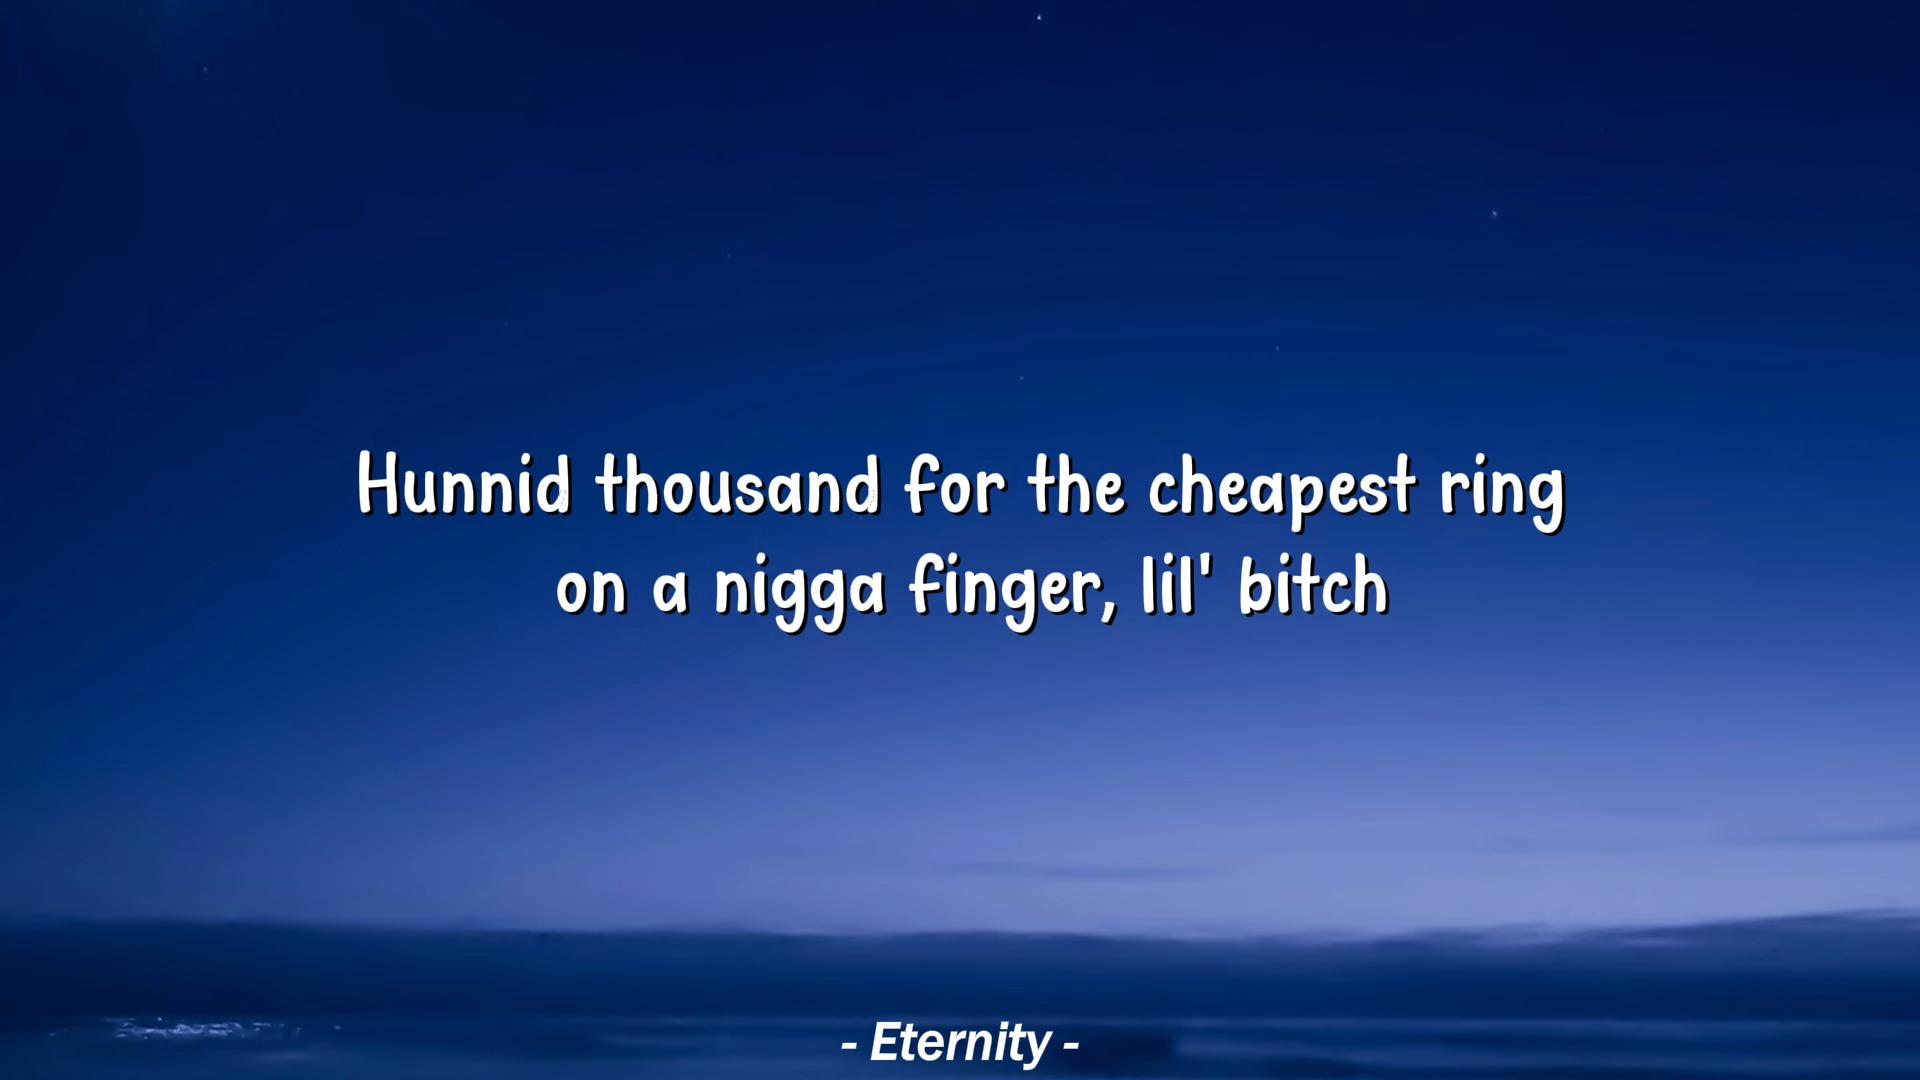 Hunnid thousand for the cheapest ring
on a nigga finger, lil' bitch
- Eternity -